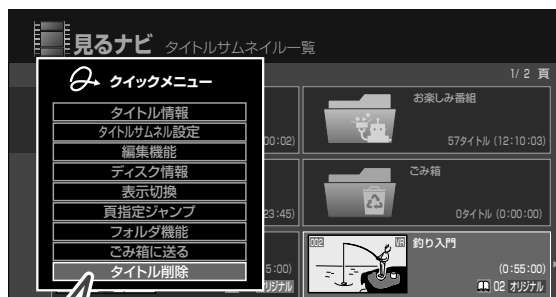 見るナビ タイトルサムネイル一覧
1/ 2 頁
クイックメニュー
タイトル情報
タイトルサムネル設定
編集機能
ディスク情報
表示切換
頁指定ジャンプ
フォルダ機能
ごみ箱に送る
タイトル削除
00:02)
お楽しみ番組
57タイトル (12:10:03)
23:45)
ごみ箱
0タイトル (0:00:00)
5:00)
リジナル
002
VR
釣り入門
(0:55:00)
02 オリジナル